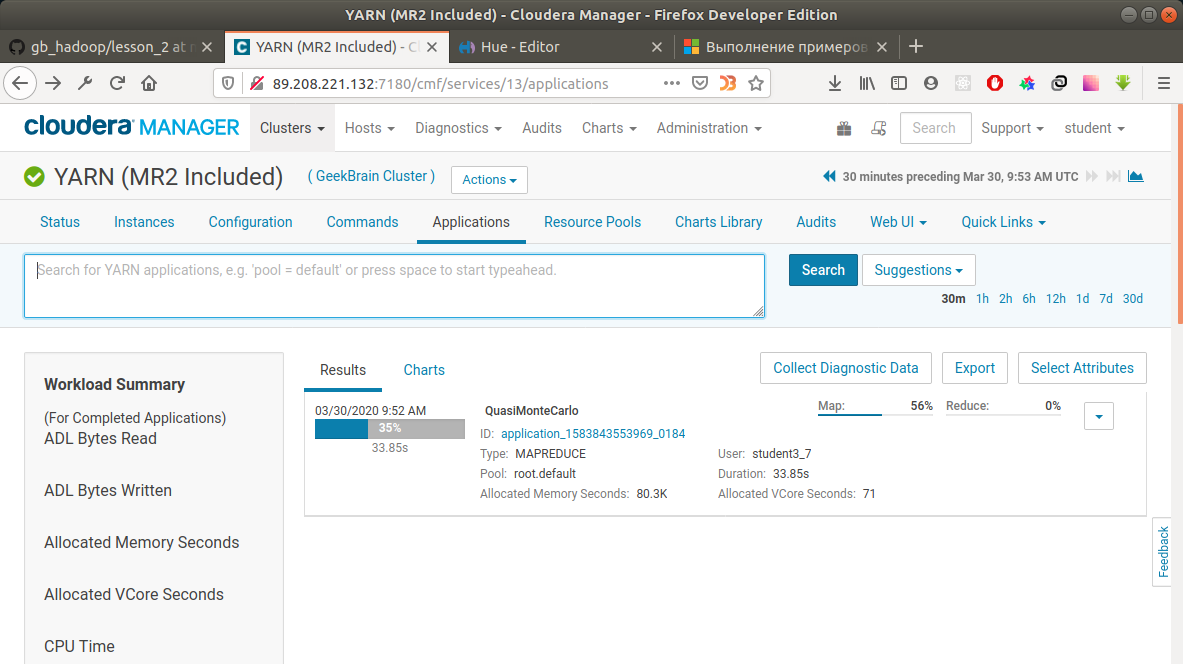 YARN (MR2 Included) - Cloudera Manager - Firefox Developer Edition
gb_hadoop/lesson_2 at
YARN (MR2 Included) - C
Hue - Editor
Выполнение примеров
89.208.221.132:7180/cmf/services/13/applications
cloudera MANAGER Clusters Hosts Diagnostics Audits Charts Administration Search Support student
YARN (MR2 Included) ( GeekBrain Cluster ) Actions 30 minutes preceding Mar 30, 9:53 AM UTC
Status Instances Configuration Commands Applications Resource Pools Charts Library Audits Web UI Quick Links
Search for YARN applications, e.g. 'pool = default' or press space to start typeahead.
Search Suggestions
30m 1h 2h 6h 12h 1d 7d 30d
Workload Summary
(For Completed Applications)
ADL Bytes Read
ADL Bytes Written
Allocated Memory Seconds
Allocated VCore Seconds
CPU Time
Results Charts Collect Diagnostic Data Export Select Attributes
03/30/2020 9:52 AM
35%
33.85s
QuasiMonteCarlo
ID: application_1583843553969_0184
Type: MAPREDUCE
Pool: root.default
Allocated Memory Seconds: 80.3K
User: student3_7
Duration: 33.85s
Allocated VCore Seconds: 71
Map: 56% Reduce: 0%
Feedback